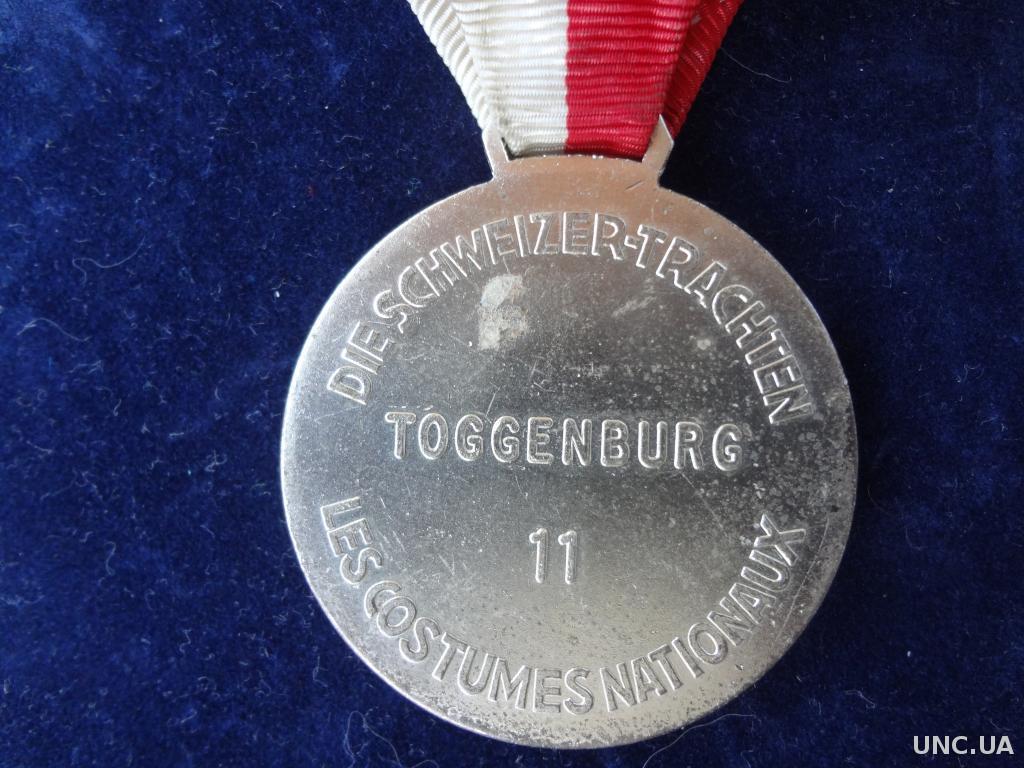 DIE SCHWEIZER-TRACHTEN
TOGGENBURG
11
LES COSTUMES NATIONAUX
UNC.UA